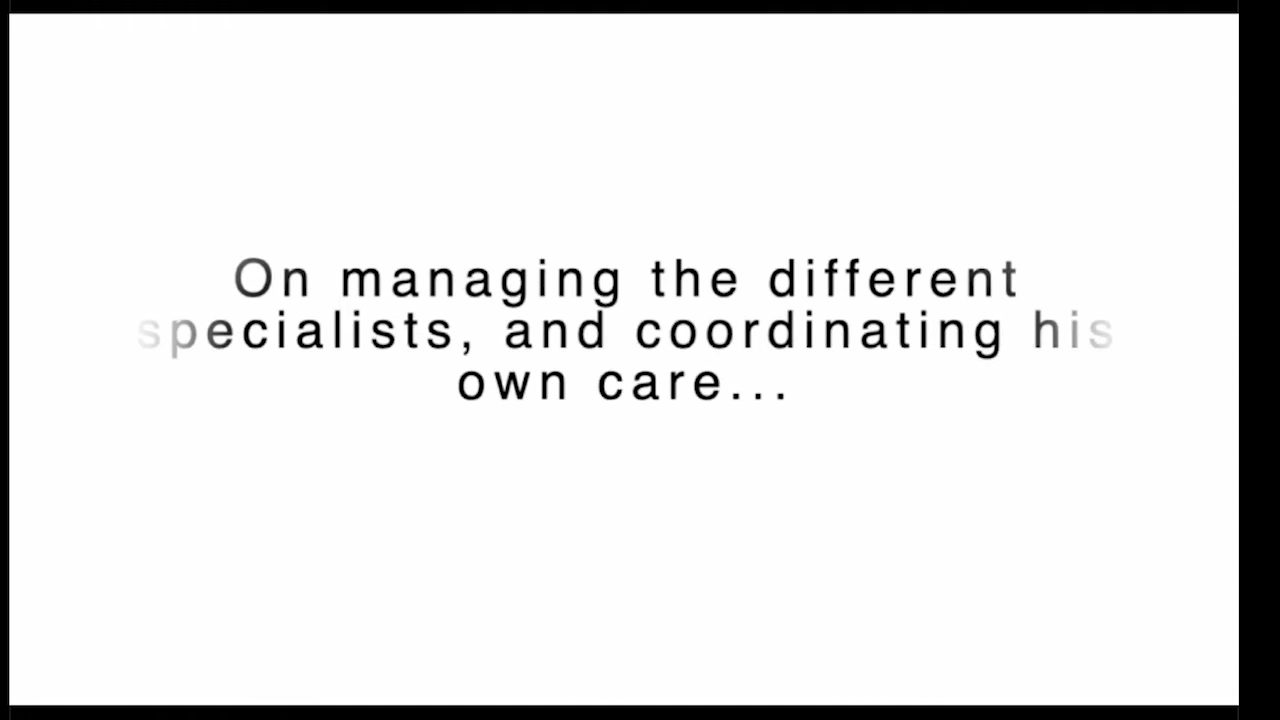 On managing the different
specialists, and coordinating his
own care...